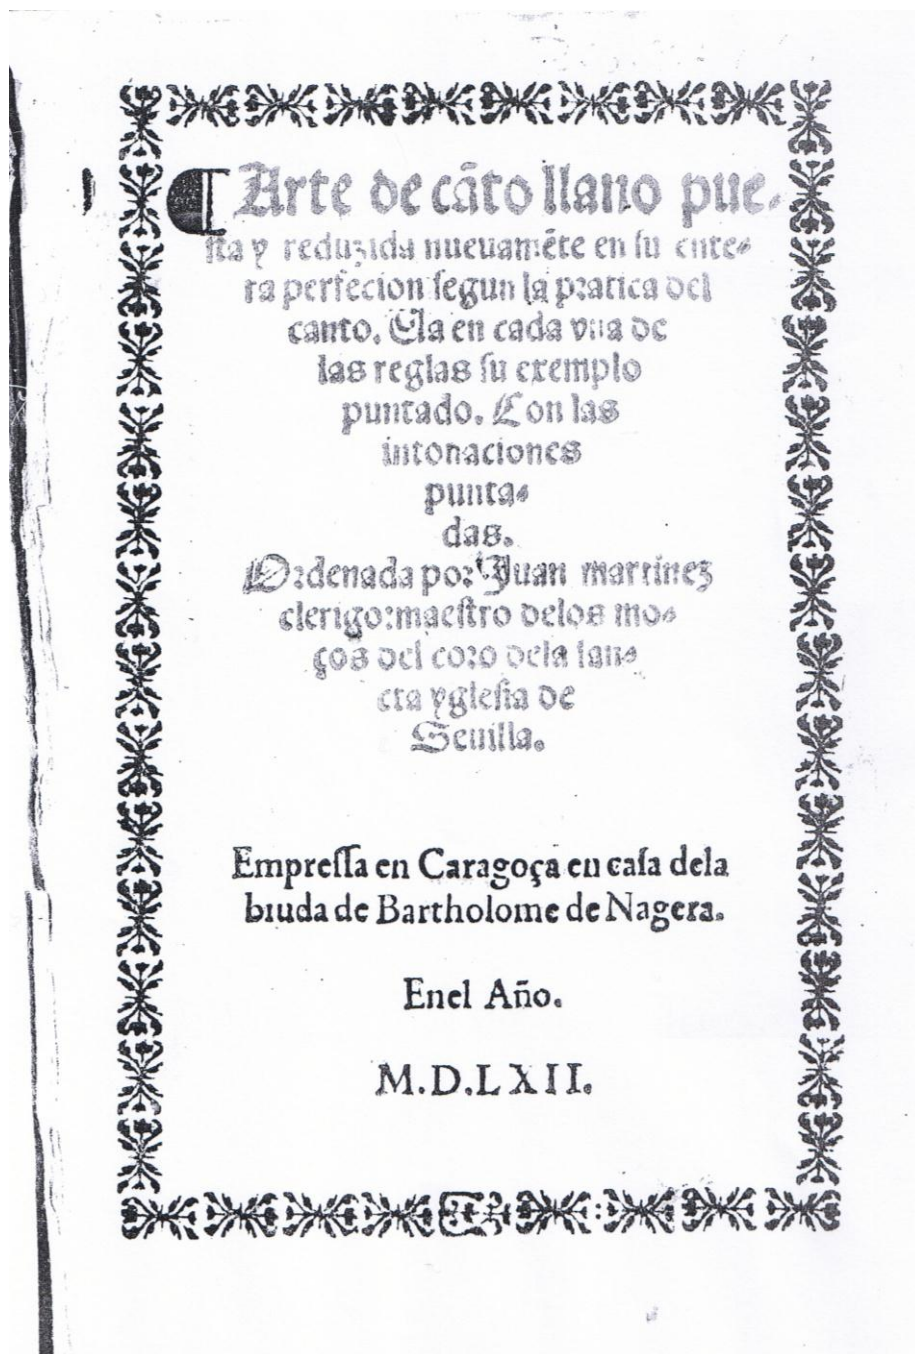 ¶ Arte de cãto llano pue-
sta y reduzida nueuamẽte en su ente-
ra perfecion segun la pratica del
canto. Ua en cada vna de
las reglas su exemplo
puntado. Con las
intonaciones
punta-
das.
Ordenada por Juan martinez
clerigo: maestro delos mo-
ços del coro dela san-
cta yglesia de
Seuilla.
Empreſſa en Caragoça en caſa dela
biuda de Bartholome de Nagera.
Enel Año.
M.D.LXII.